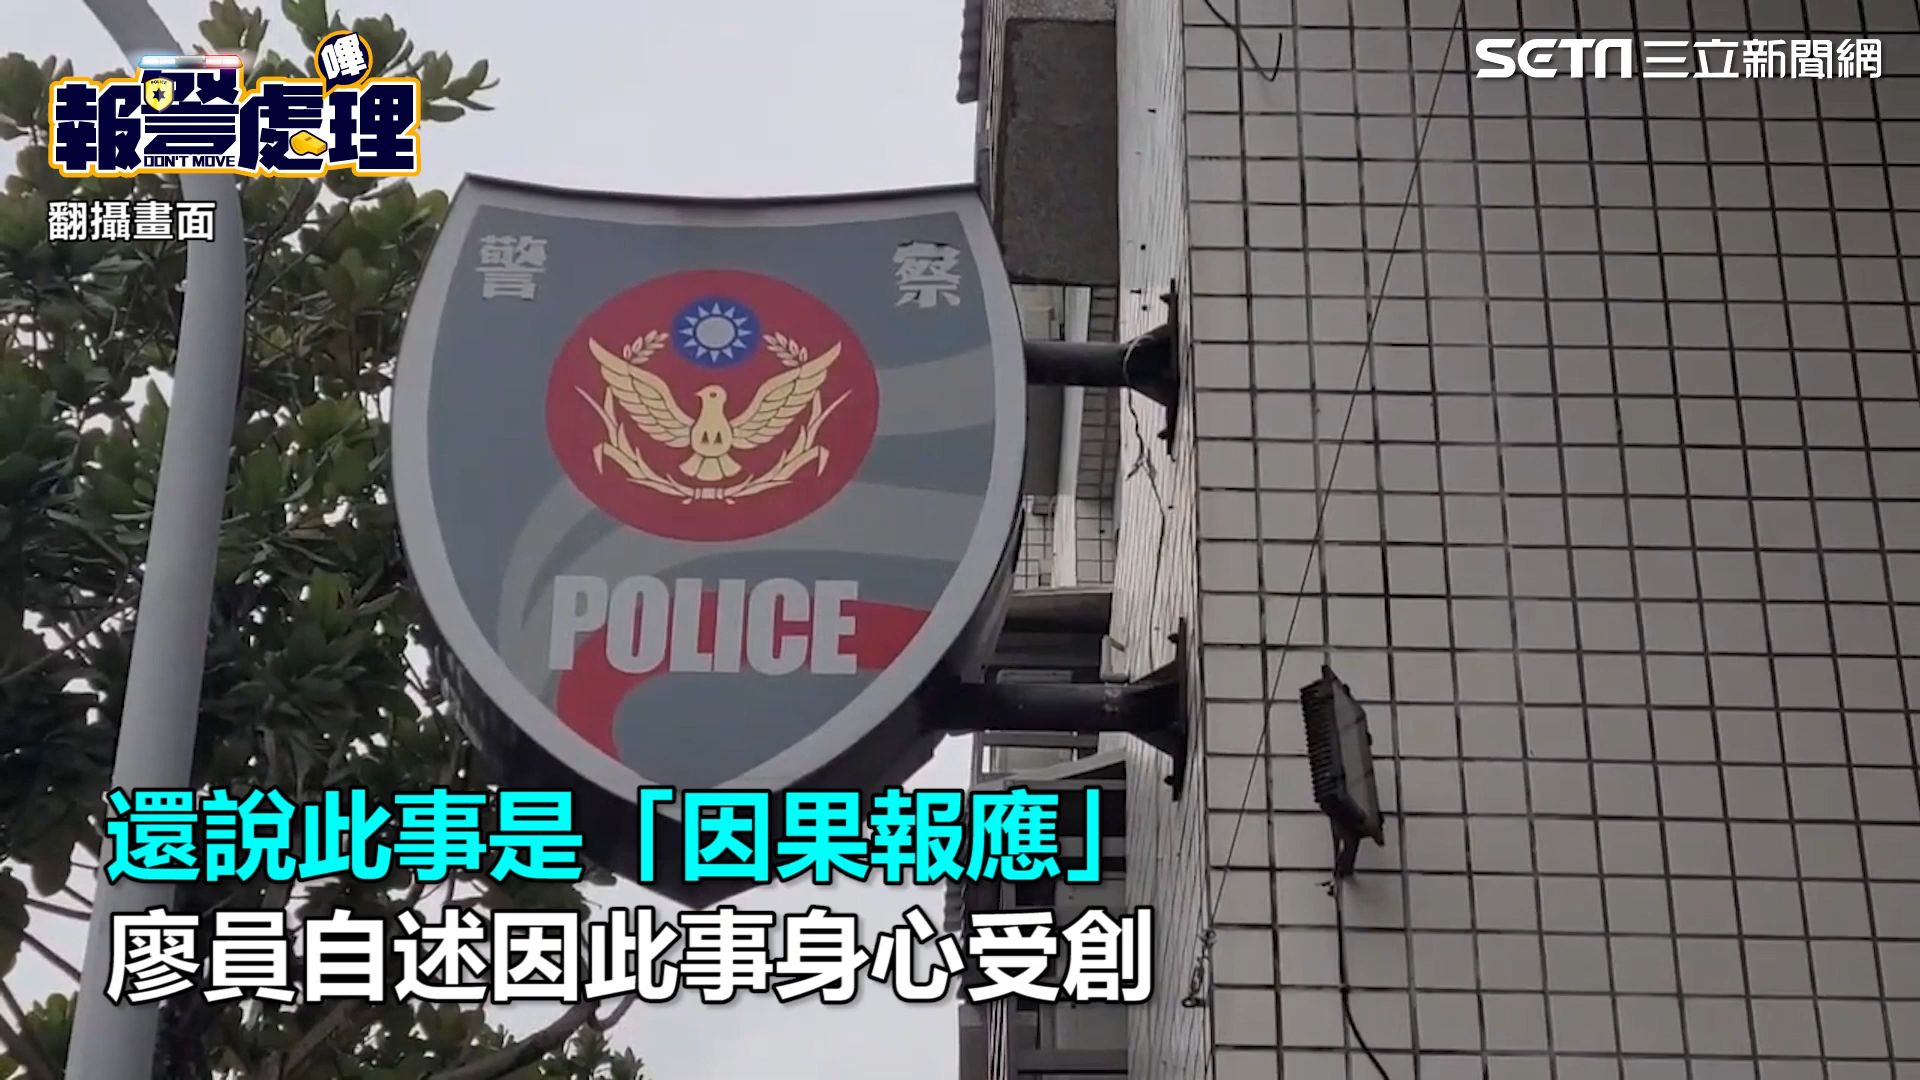 嗶
報警處理
POLICE
DON'T MOVE
SETN三立新聞網
翻攝畫面
警 察
POLICE
還說此事是「因果報應」
廖員自述因此事身心受創